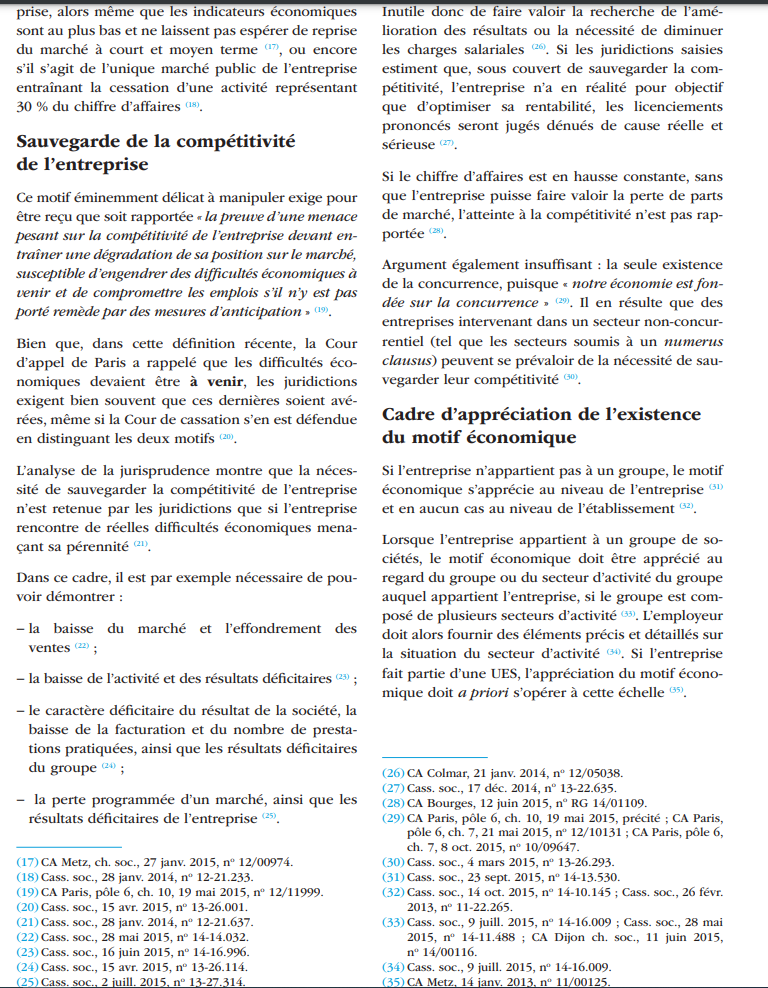 prise, alors même que les indicateurs économiques
sont au plus bas et ne laissent pas espérer de reprise
du marché à court et moyen terme (17), ou encore
s'il s'agit de l'unique marché public de l'entreprise
entraînant la cessation d'une activité représentant
30 % du chiffre d'affaires (18).
Sauvegarde de la compétitivité
de l'entreprise
Ce motif éminemment délicat à manipuler exige pour
être reçu que soit rapportée « la preuve d'une menace
pesant sur la compétitivité de l'entreprise devant en-
traîner une dégradation de sa position sur le marché,
susceptible d'engendrer des difficultés économiques à
venir et de compromettre les emplois s'il n'y est pas
porté remède par des mesures d'anticipation » (19).
Bien que, dans cette définition récente, la Cour
d'appel de Paris a rappelé que les difficultés éco-
nomiques devaient être à venir, les juridictions
exigent bien souvent que ces dernières soient avé-
rées, même si la Cour de cassation s'en est défendue
en distinguant les deux motifs (20).
L'analyse de la jurisprudence montre que la néces-
sité de sauvegarder la compétitivité de l'entreprise
n'est retenue par les juridictions que si l'entreprise
rencontre de réelles difficultés économiques mena-
çant sa pérennité (21).
Dans ce cadre, il est par exemple nécessaire de pou-
voir démontrer :
– la baisse du marché et l'effondrement des
ventes (22) ;
– la baisse de l'activité et des résultats déficitaires (23) ;
– le caractère déficitaire du résultat de la société, la
baisse de la facturation et du nombre de presta-
tions pratiquées, ainsi que les résultats déficitaires
du groupe (24) ;
– la perte programmée d'un marché, ainsi que les
résultats déficitaires de l'entreprise (25).
(17) CA Metz, ch. soc., 27 janv. 2015, nº 12/00974.
(18) Cass. soc., 28 janv. 2014, nº 12-21.233.
(19) CA Paris, pôle 6, ch. 10, 19 mai 2015, nº 12/11999.
(20) Cass. soc., 15 avr. 2015, nº 13-26.001.
(21) Cass. soc., 28 janv. 2014, nº 12-21.637.
(22) Cass. soc., 28 mai 2015, nº 14-14.032.
(23) Cass. soc., 16 juin 2015, nº 14-16.996.
(24) Cass. soc., 15 avr. 2015, nº 13-26.114.
(25) Cass. soc., 2 juill. 2015, nº 13-27.314.
Inutile donc de faire valoir la recherche de l'amé-
lioration des résultats ou la nécessité de diminuer
les charges salariales (26). Si les juridictions saisies
estiment que, sous couvert de sauvegarder la com-
pétitivité, l'entreprise n'a en réalité pour objectif
que d'optimiser sa rentabilité, les licenciements
prononcés seront jugés dénués de cause réelle et
sérieuse (27).
Si le chiffre d'affaires est en hausse constante, sans
que l'entreprise puisse faire valoir la perte de parts
de marché, l'atteinte à la compétitivité n'est pas rap-
portée (28).
Argument également insuffisant : la seule existence
de la concurrence, puisque « notre économie est fon-
dée sur la concurrence » (29). Il en résulte que des
entreprises intervenant dans un secteur non-concur-
rentiel (tel que les secteurs soumis à un numerus
clausus) peuvent se prévaloir de la nécessité de sau-
vegarder leur compétitivité (30).
Cadre d'appréciation de l'existence
du motif économique
Si l'entreprise n'appartient pas à un groupe, le motif
économique s'apprécie au niveau de l'entreprise (31)
et en aucun cas au niveau de l'établissement (32).
Lorsque l'entreprise appartient à un groupe de so-
ciétés, le motif économique doit être apprécié au
regard du groupe ou du secteur d'activité du groupe
auquel appartient l'entreprise, si le groupe est com-
posé de plusieurs secteurs d'activité (33). L'employeur
doit alors fournir des éléments précis et détaillés sur
la situation du secteur d'activité (34). Si l'entreprise
fait partie d'une UES, l'appréciation du motif écono-
mique doit a priori s'opérer à cette échelle (35).
(26) CA Colmar, 21 janv. 2014, nº 12/05038.
(27) Cass. soc., 17 déc. 2014, nº 13-22.635.
(28) CA Bourges, 12 juin 2015, nº RG 14/01109.
(29) CA Paris, pôle 6, ch. 10, 19 mai 2015, précité ; CA Paris,
pôle 6, ch. 7, 21 mai 2015, nº 12/10131 ; CA Paris, pôle 6,
ch. 7, 8 oct. 2015, nº 10/09647.
(30) Cass. soc., 4 mars 2015, nº 13-26.293.
(31) Cass. soc., 23 sept. 2015, nº 14-13.530.
(32) Cass. soc., 14 oct. 2015, nº 14-10.145 ; Cass. soc., 26 févr.
2013, nº 11-22.265.
(33) Cass. soc., 9 juill. 2015, nº 14-16.009 ; Cass. soc., 28 mai
2015, nº 14-11.488 ; CA Dijon ch. soc., 11 juin 2015,
nº 14/00116.
(34) Cass. soc., 9 juill. 2015, nº 14-16.009.
(35) CA Metz, 14 janv. 2013, nº 11/00125.